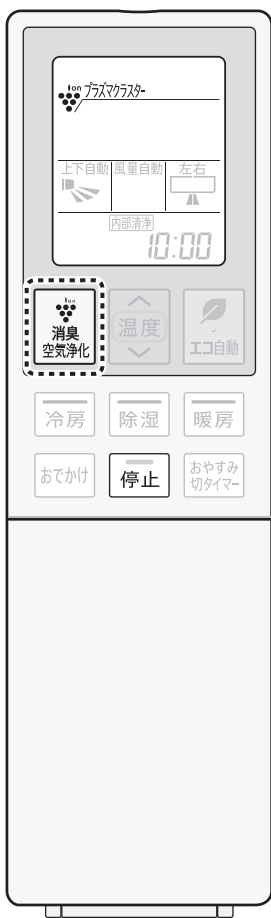 ion プラズマクラスター
上下自動 風量自動 左右
内部清浄
10:00
ion
消臭
空気浄化
温度
エコ自動
冷房 除湿 暖房
おでかけ 停止 おやすみ
切タイマー